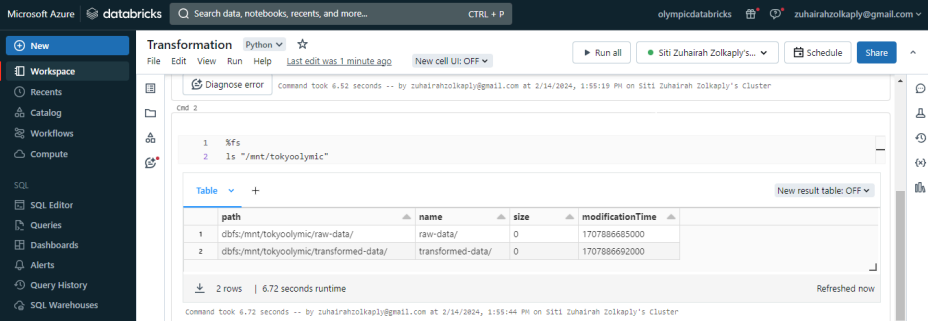 Microsoft Azure databricks Search data, notebooks, recents, and more... CTRL + P olympicdatabricks zuhairahzolkaply@gmail.com
New
Workspace
Recents
Catalog
Workflows
Compute
SQL
SQL Editor
Queries
Dashboards
Alerts
Query History
SQL Warehouses
Transformation Python
File Edit View Run Help Last edit was 1 minute ago New cell UI: OFF
Run all Siti Zuhairah Zolkaply's... Schedule Share
Diagnose error Command took 6.52 seconds -- by zuhairahzolkaply@gmail.com at 2/14/2024, 1:55:19 PM on Siti Zuhairah Zolkaply's Cluster
Cmd 2
1 %fs
2 ls "/mnt/tokyoolymic"
Table + New result table: OFF
path name size modificationTime
1 dbfs:/mnt/tokyoolymic/raw-data/ raw-data/ 0 1707886685000
2 dbfs:/mnt/tokyoolymic/transformed-data/ transformed-data/ 0 1707886692000
2 rows | 6.72 seconds runtime Refreshed now
Command took 6.72 seconds -- by zuhairahzolkaply@gmail.com at 2/14/2024, 1:55:44 PM on Siti Zuhairah Zolkaply's Cluster